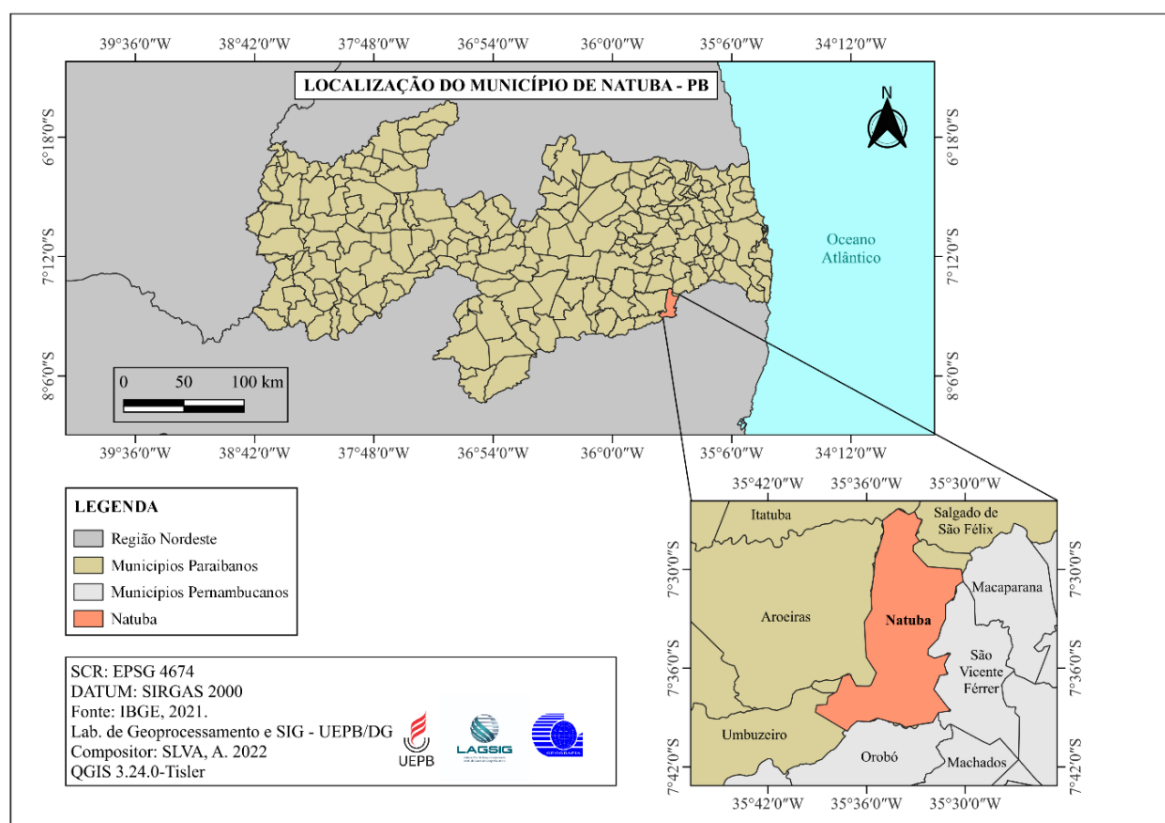 39°36′0″W 38°42′0″W 37°48′0″W 36°54′0″W 36°00′0″W 35°6′0″W 34°12′0″W
LOCALIZAÇÃO DO MUNICÍPIO DE NATUBA - PB
N
6°18′0″S
6°18′0″S
Oceano
Atlântico
7°12′0″S
7°12′0″S
8°6′0″S
8°6′0″S
0 50 100 km
39°36′0″W 38°42′0″W 37°48′0″W 36°54′0″W 36°00′0″W 35°6′0″W 34°12′0″W
LEGENDA
Região Nordeste
Municípios Paraibanos
Municípios Pernambucanos
Natuba
35°42′0″W 35°36′0″W 35°30′0″W
Itatuba
Salgado de
São Félix
7°30′0″S
7°30′0″S
Macaparana
Aroeiras
Natuba
São
Vicente
Férrer
7°36′0″S
7°36′0″S
Umbuzeiro
Orobó
Machados
7°42′0″S
7°42′0″S
35°42′0″W 35°36′0″W 35°30′0″W
SCR: EPSG 4674
DATUM: SIRGAS 2000
Fonte: IBGE, 2021.
Lab. de Geoprocessamento e SIG - UEPB/DG
Compositor: SLVA, A. 2022
QGIS 3.24.0-Tisler
UEPB
LAGSIG
GEOGRAFIA